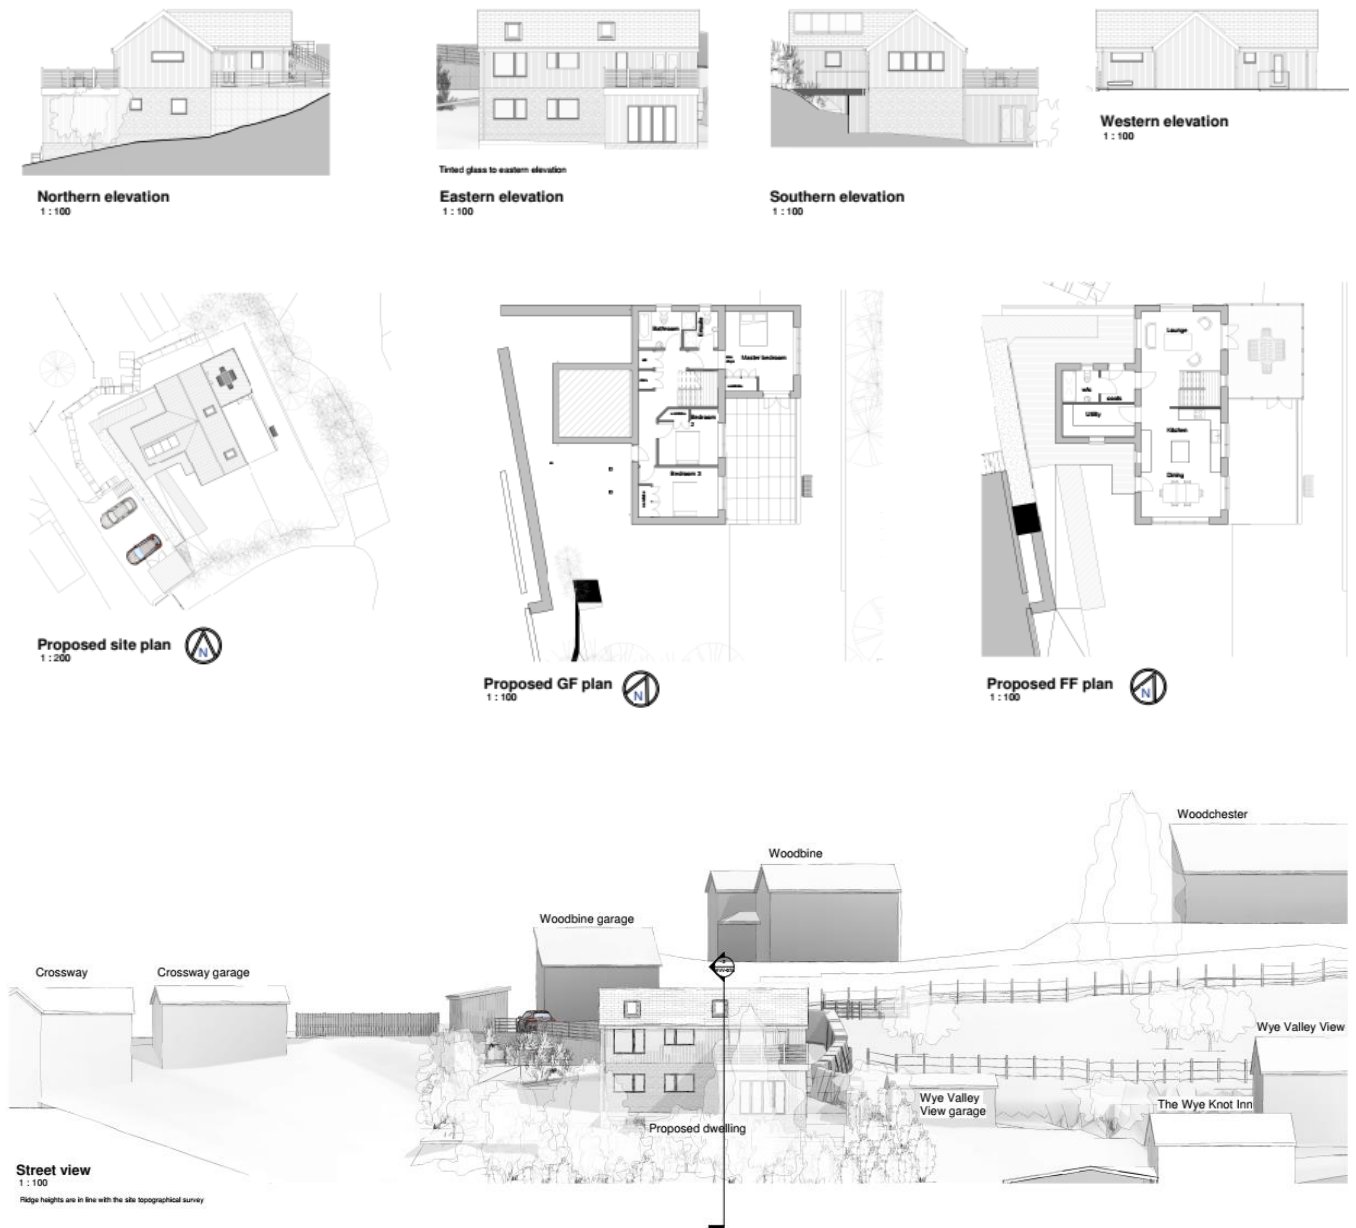 Northern elevation
1 : 100
Tinted glass to eastern elevation
Eastern elevation
1 : 100
Southern elevation
1 : 100
Western elevation
1 : 100
Proposed site plan
1 : 200
N
Bathroom
Ensuite
Master bedroom
Bedroom
2
Bedroom 3
Proposed GF plan
1 : 100
N
Lounge
w/c
Utility
Kitchen
Dining
Proposed FF plan
1 : 100
N
Woodchester
Woodbine
Woodbine garage
Crossway
Crossway garage
Wye Valley View
Wye Valley
View garage
The Wye Knot Inn
Proposed dwelling
Street view
1 : 100
Ridge heights are in line with the site topographical survey